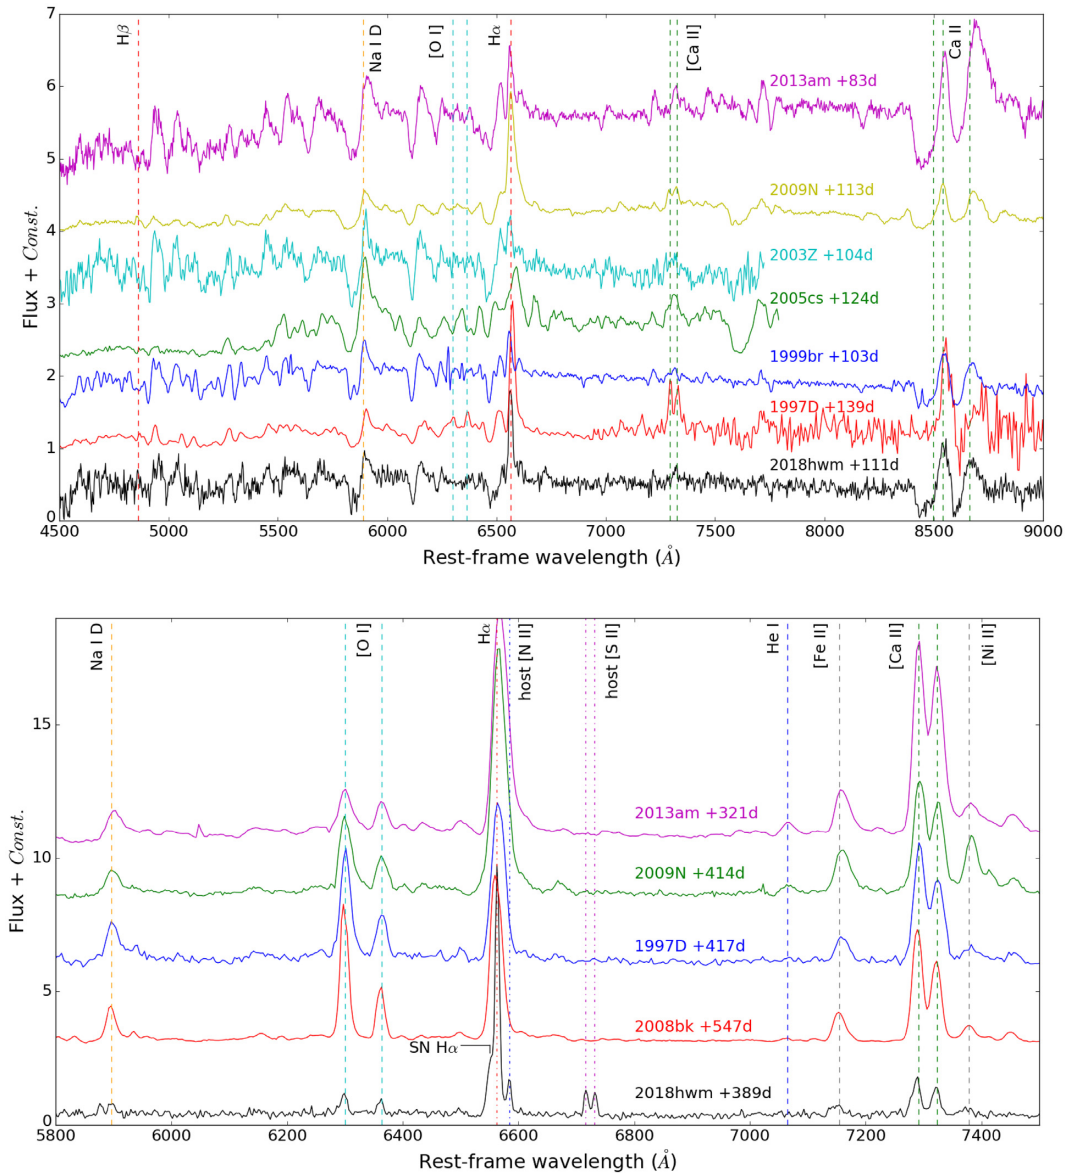 7
6
5
4
3
2
1
0
Flux + Const.
Hβ
Na I D
[O I]
Hα
[Ca II]
Ca II
2013am +83d
2009N +113d
2003Z +104d
2005cs +124d
1999br +103d
1997D +139d
2018hwm +111d
4500 5000 5500 6000 6500 7000 7500 8000 8500 9000
Rest-frame wavelength (Å)
15
10
5
0
Flux + Const.
Na I D
[O I]
Hα
host [N II]
host [S II]
He I
[Fe II]
[Ca II]
[Ni II]
2013am +321d
2009N +414d
1997D +417d
2008bk +547d
SN Hα
2018hwm +389d
5800 6000 6200 6400 6600 6800 7000 7200 7400
Rest-frame wavelength (Å)